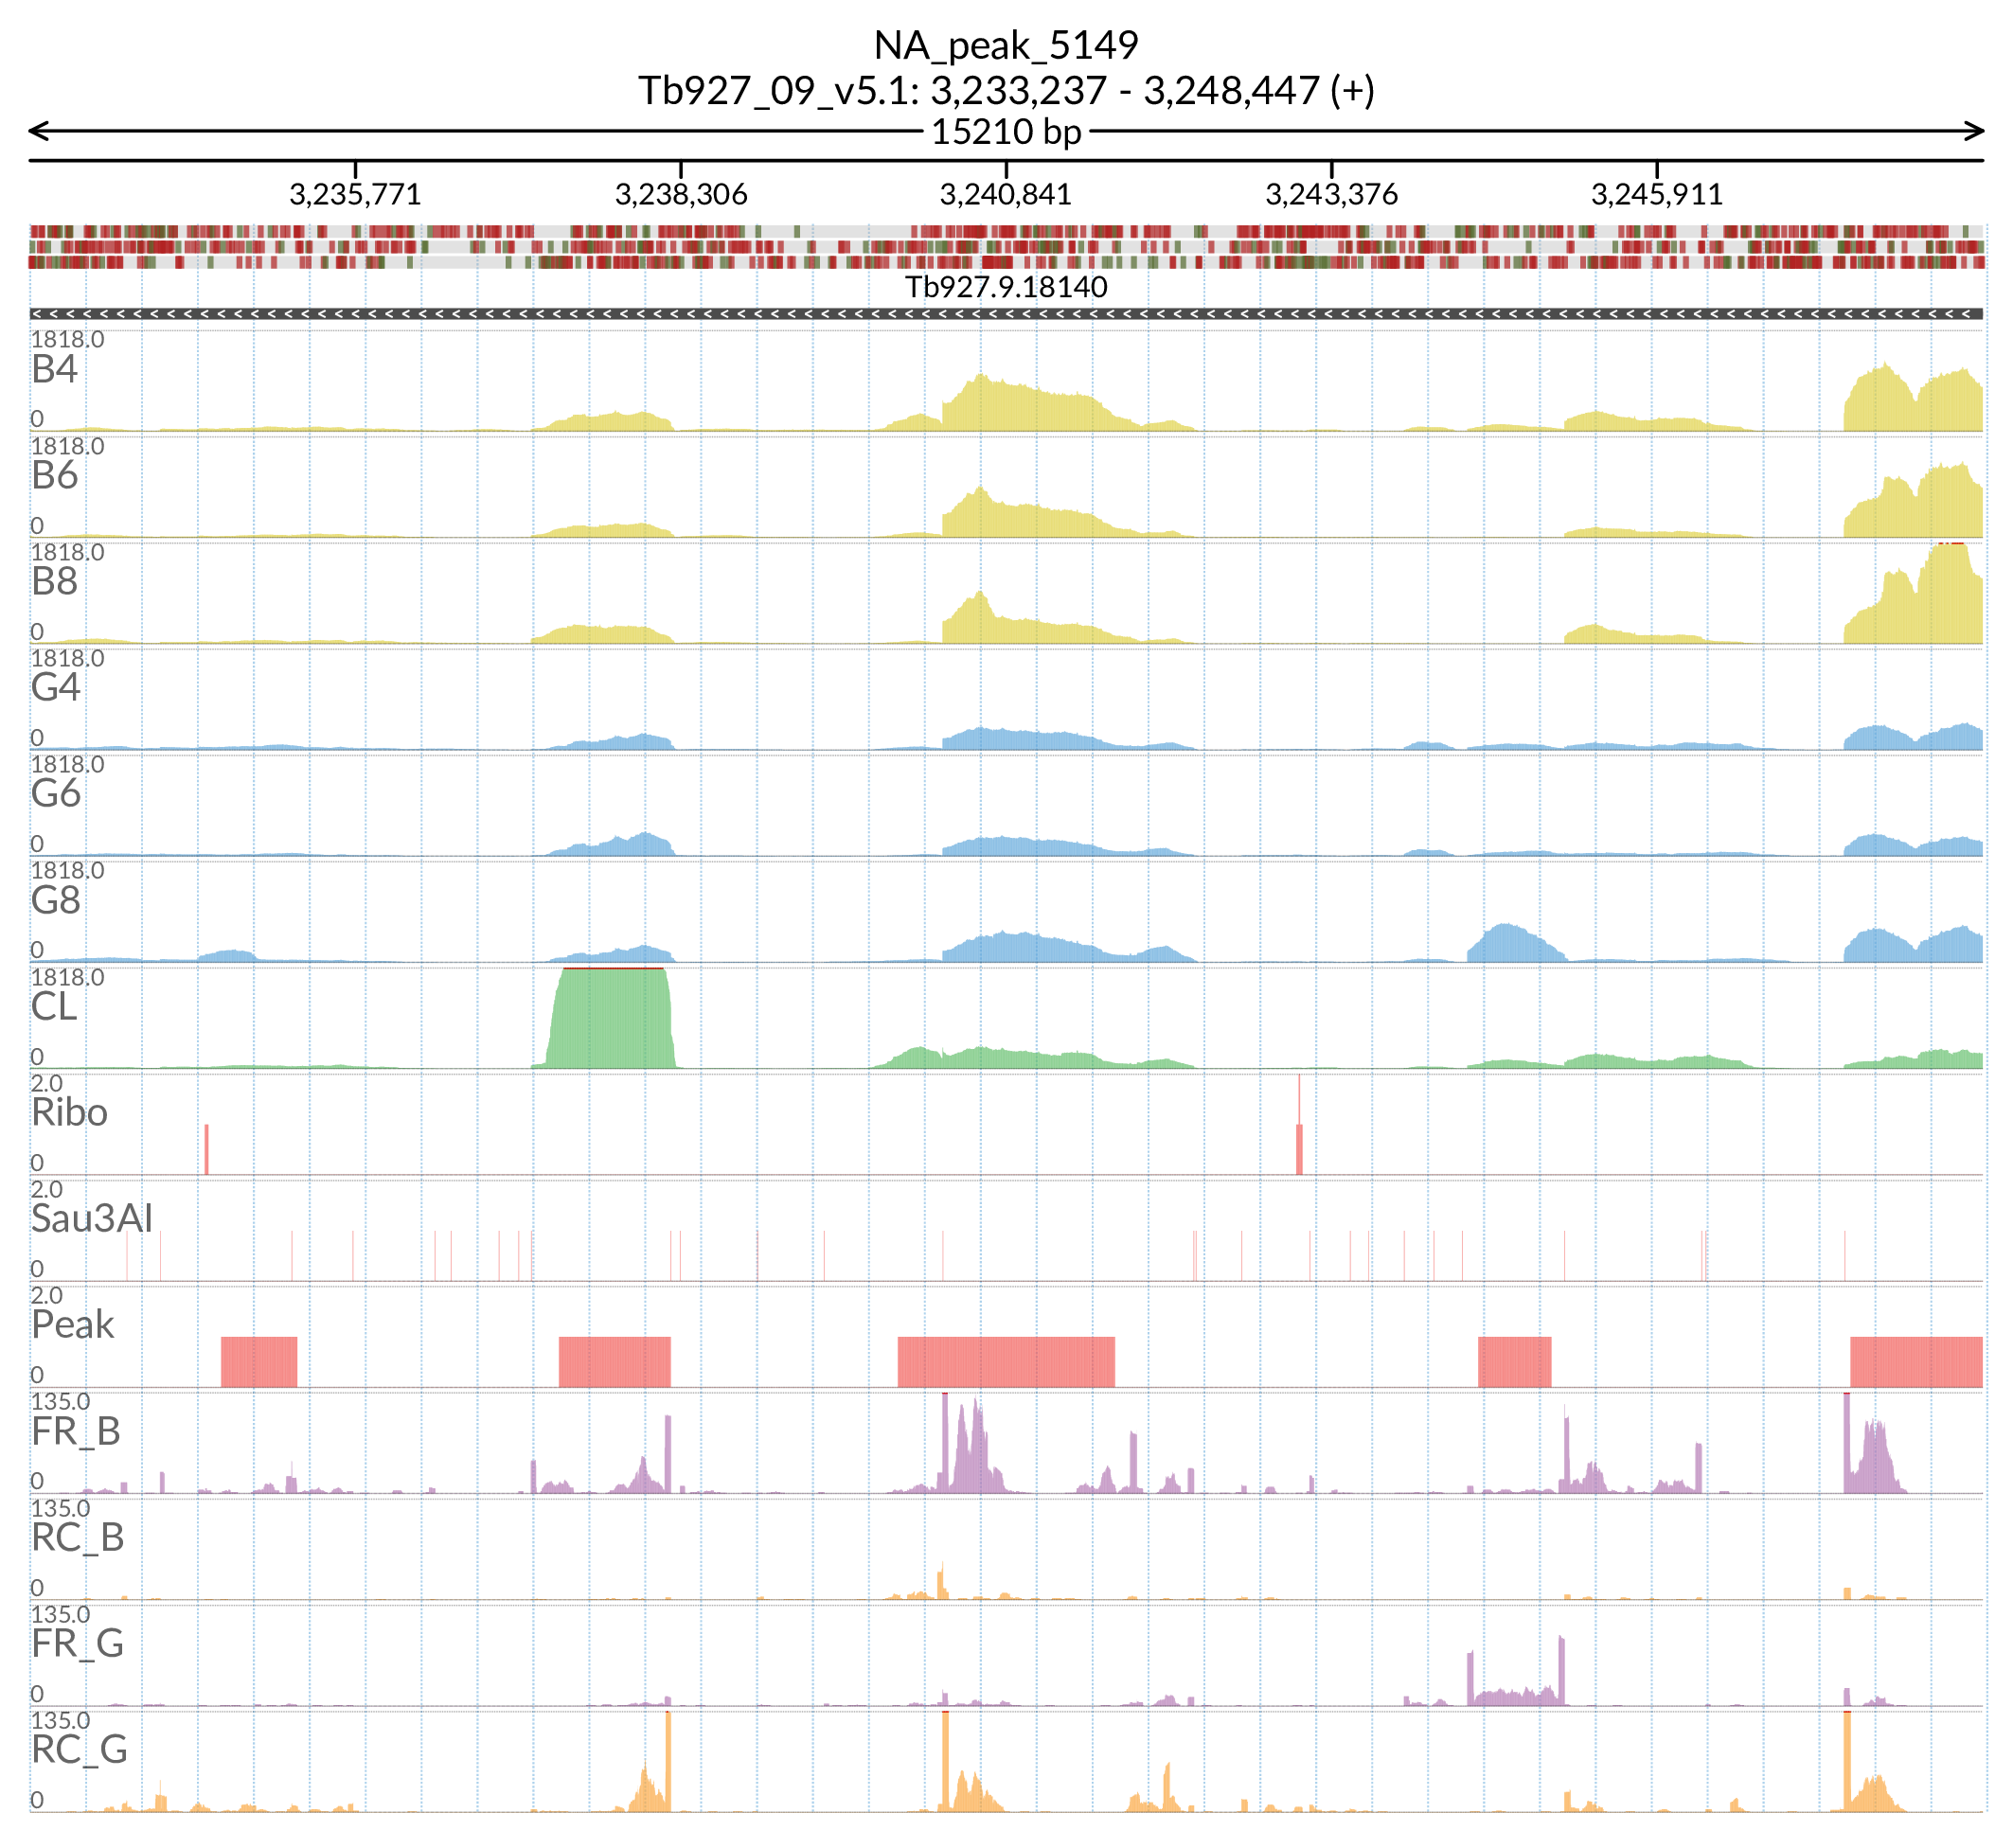 NA_peak_5149
Tb927_09_v5.1: 3,233,237 - 3,248,447 (+)
15210 bp
3,235,771 3,238,306 3,240,841 3,243,376 3,245,911
Tb927.9.18140
1818.0
B4
0
1818.0
B6
0
1818.0
B8
0
1818.0
G4
0
1818.0
G6
0
1818.0
G8
0
1818.0
CL
0
2.0
Ribo
0
2.0
Sau3AI
0
2.0
Peak
0
135.0
FR_B
0
135.0
RC_B
0
135.0
FR_G
0
135.0
RC_G
0